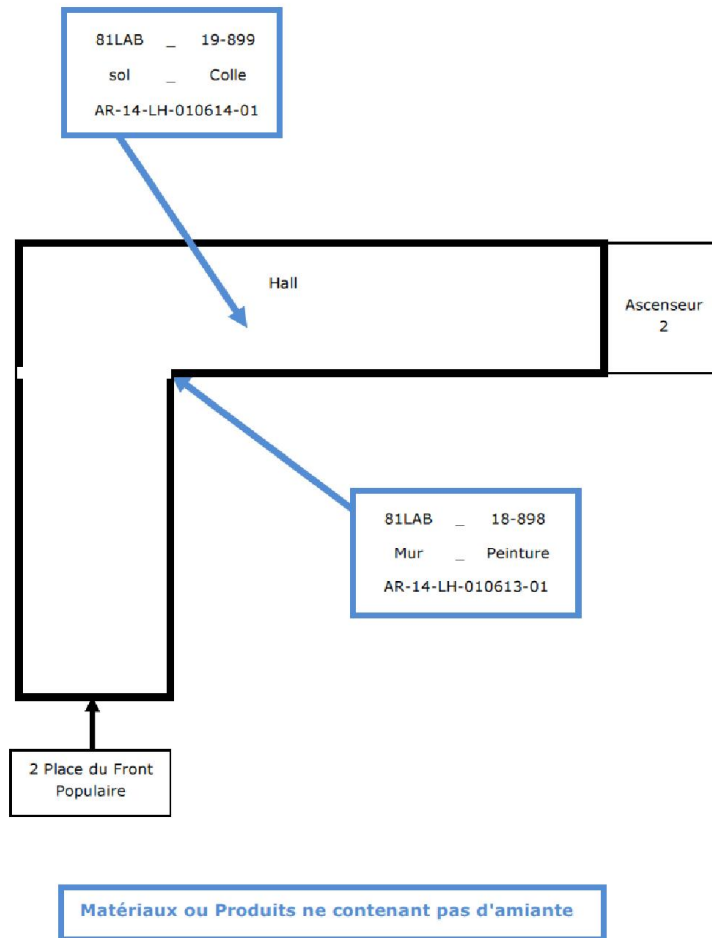 81LAB _ 19-899
sol _ Colle
AR-14-LH-010614-01
Hall
Ascenseur
2
81LAB _ 18-898
Mur _ Peinture
AR-14-LH-010613-01
2 Place du Front
Populaire
Matériaux ou Produits ne contenant pas d'amiante